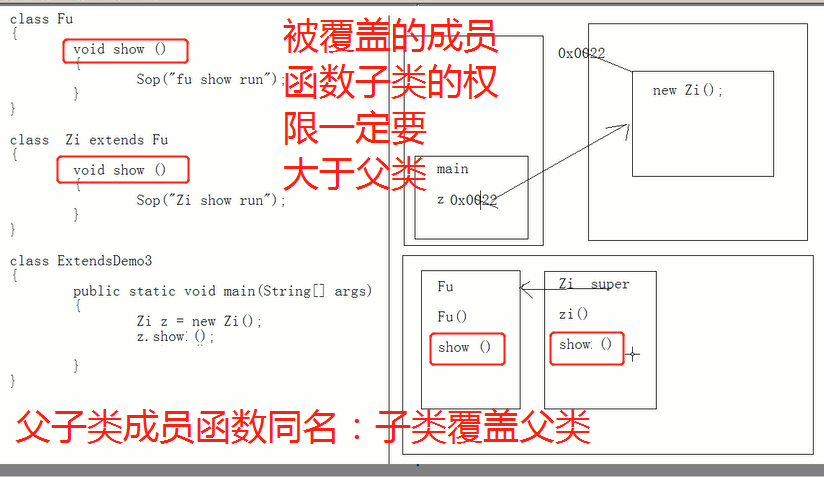 class Fu
{
void show ()
{
Sop("fu show run");
}
}
class Zi extends Fu
{
void show ()
{
Sop("Zi show run");
}
}
class ExtendsDemo3
{
public static void main(String[] args)
{
Zi z = new Zi();
z.show();
}
}
被覆盖的成员
函数子类的权
限一定要
大于父类
main
z 0x0022
0x0022
new Zi();
Fu
Fu()
show ()
Zi super
zi()
show ()
父子类成员函数同名：子类覆盖父类